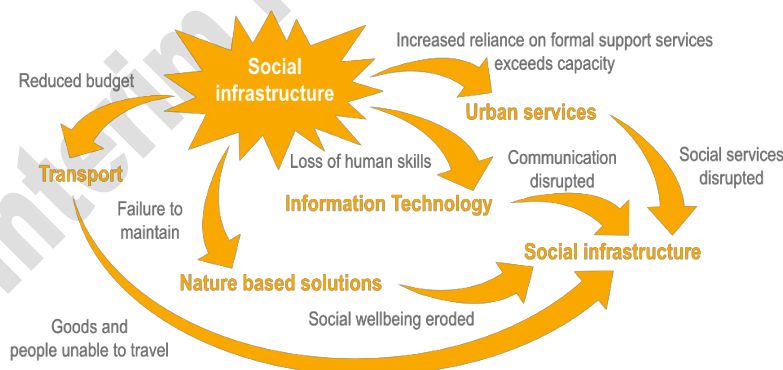 Increased reliance on formal support services
exceeds capacity
Social
infrastructure
Reduced budget
Urban services
Loss of human skills
Communication
disrupted
Social services
disrupted
Transport
Information Technology
Failure to
maintain
Social infrastructure
Nature based solutions
Social wellbeing eroded
Goods and
people unable to travel
Interim